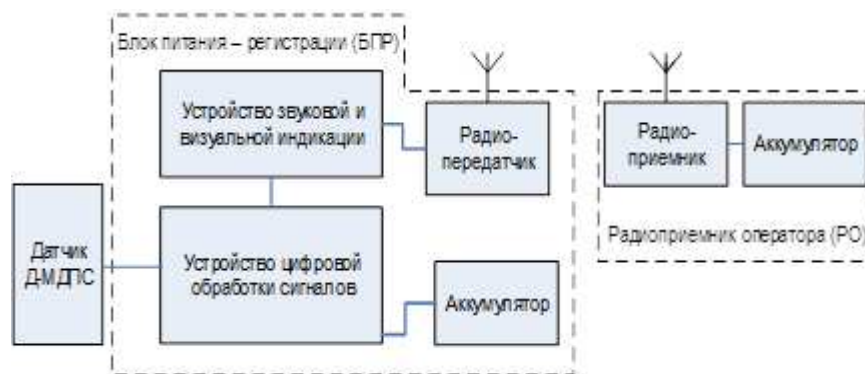 Блок питания – регистрации (БПР)
Устройство звуковой и
визуальной индикации
Радио-
передатчик
Радио-
приемник
Аккумулятор
Датчик
Д-МДПС
Устройство цифровой
обработки сигналов
Аккумулятор
Радиоприемник оператора (РО)